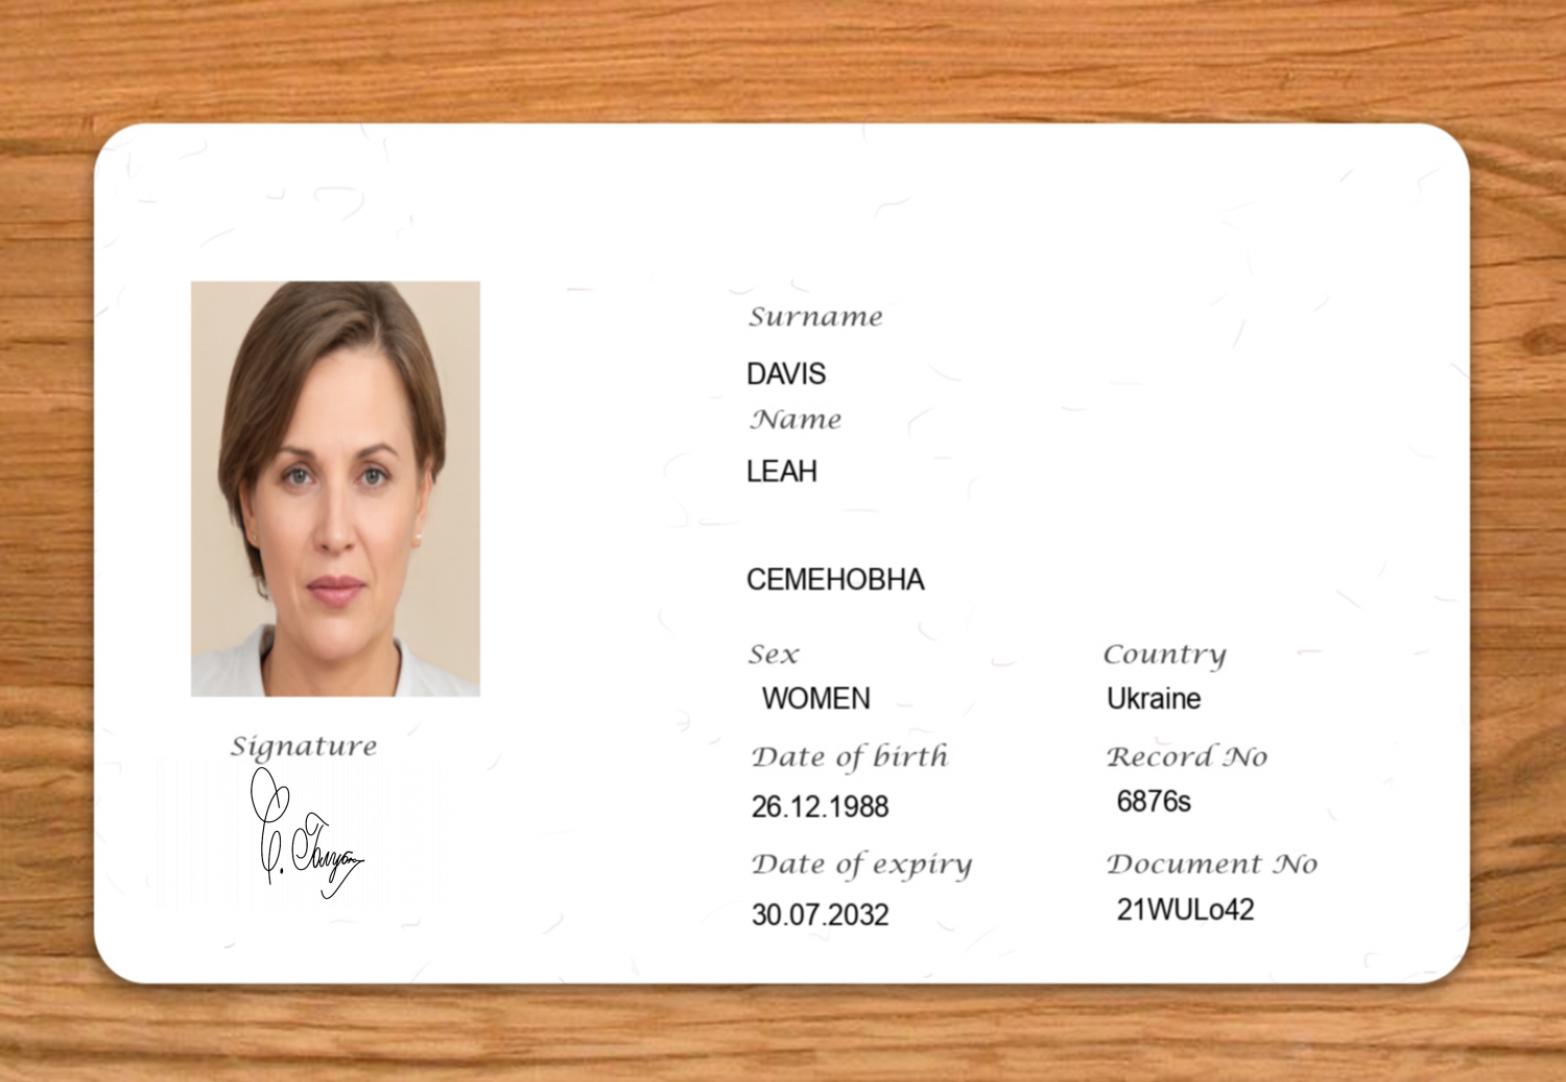 Surname
DAVIS
Name
LEAH
СЕМЕНОВНА
Sex
Country
WOMEN
Ukraine
Date of birth
Record No
26.12.1988
6876s
Date of expiry
Document No
30.07.2032
21WULo42
Signature